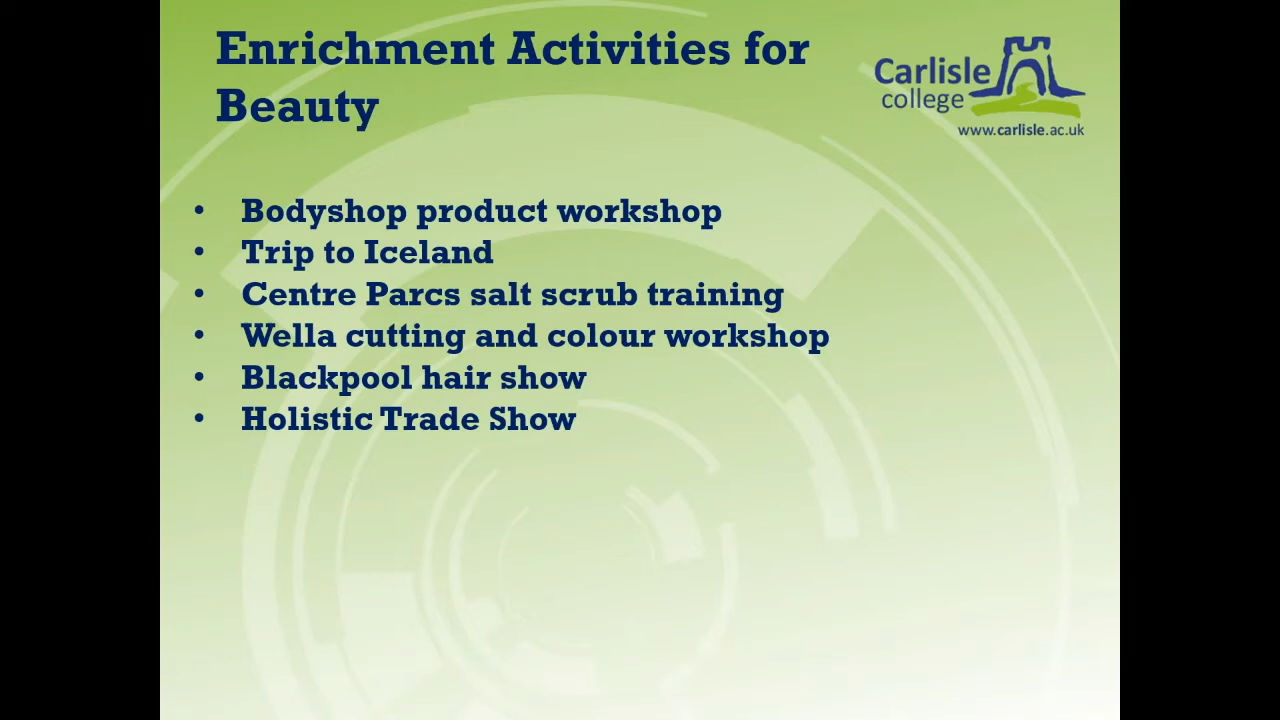 Enrichment Activities for
Beauty
Carlisle
college
www.carlisle.ac.uk
• Bodyshop product workshop
• Trip to Iceland
• Centre Parcs salt scrub training
• Wella cutting and colour workshop
• Blackpool hair show
• Holistic Trade Show